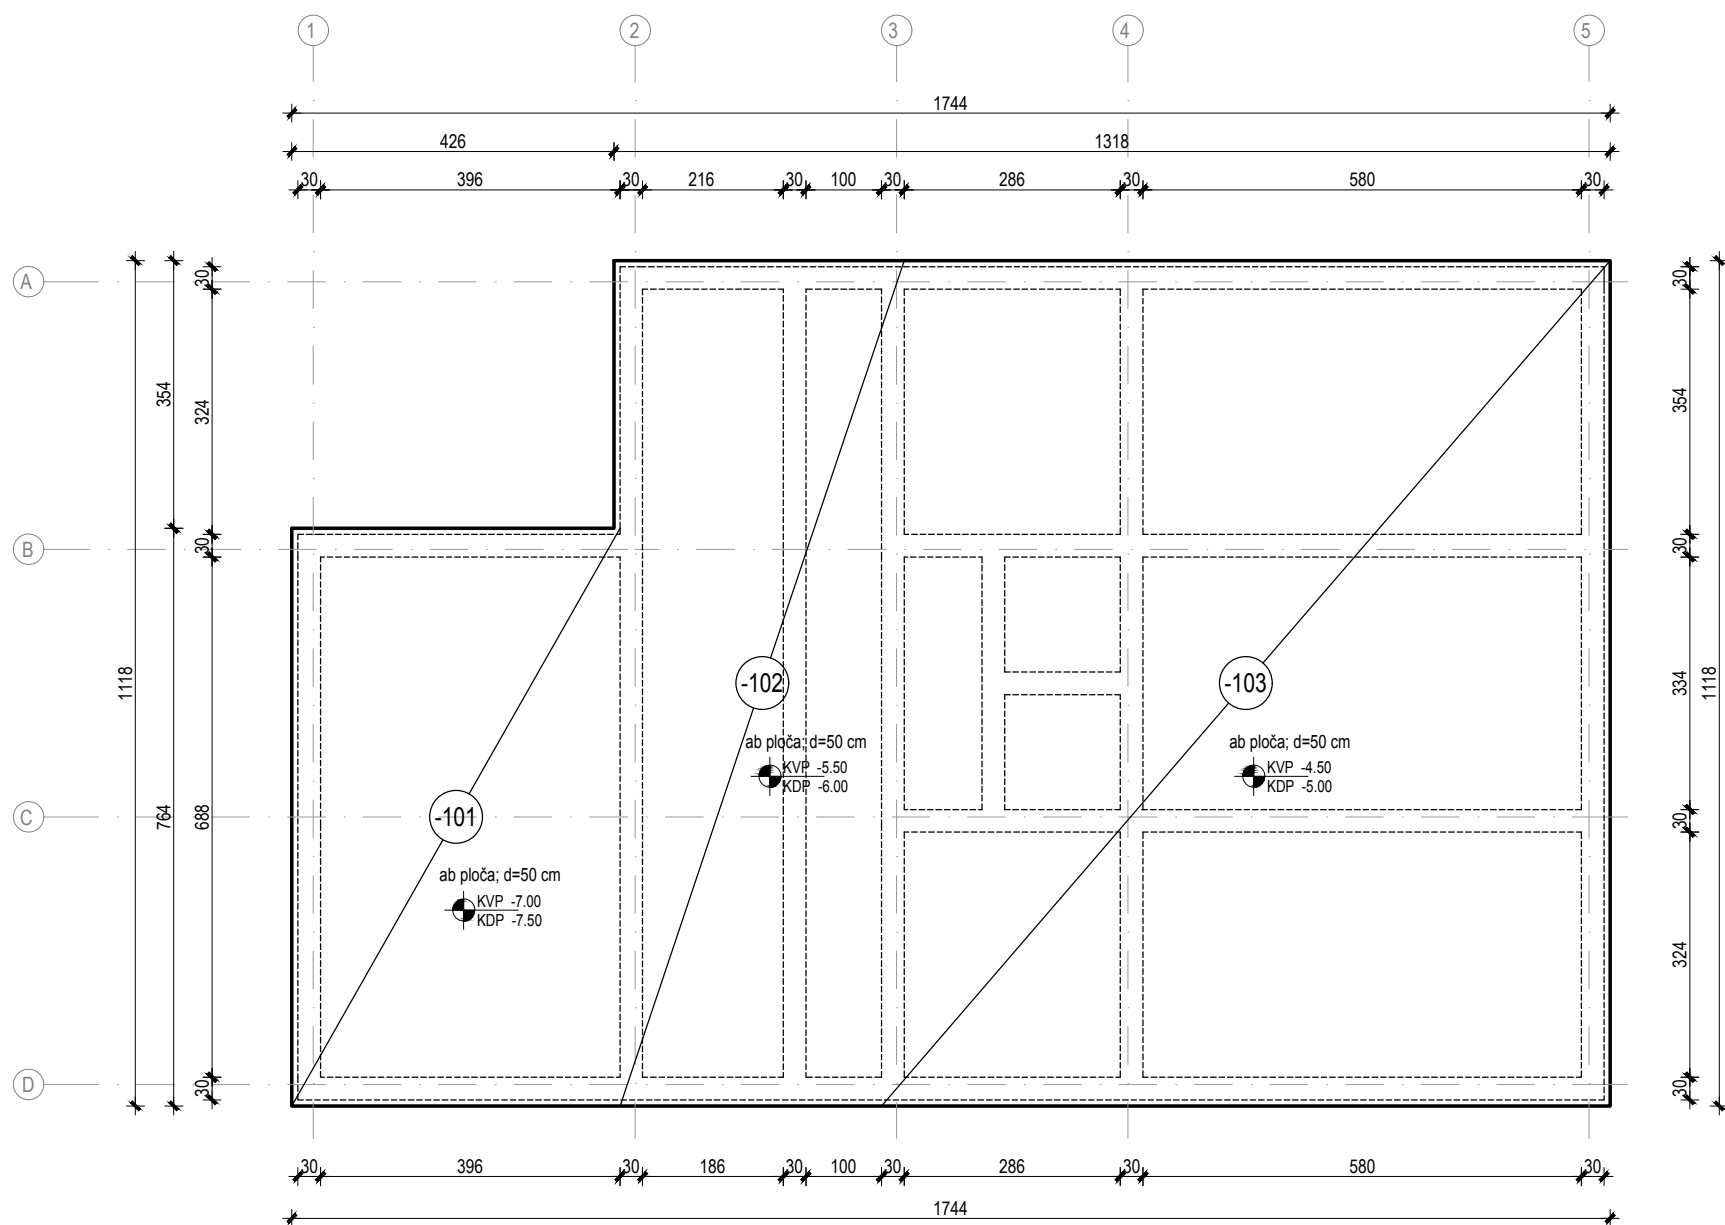 1 2 3 4 5
1744
426 1318
30 396 30 216 30 100 30 286 30 580 30
A
B
C
D
1118
354 764
30 324 30 688 30
30 354 30 334 30 324 30
1118
-101
ab ploča; d=50 cm
KVP -7.00
KDP -7.50
-102
ab ploča; d=50 cm
KVP -5.50
KDP -6.00
-103
ab ploča; d=50 cm
KVP -4.50
KDP -5.00
30 396 30 186 30 100 30 286 30 580 30
1744